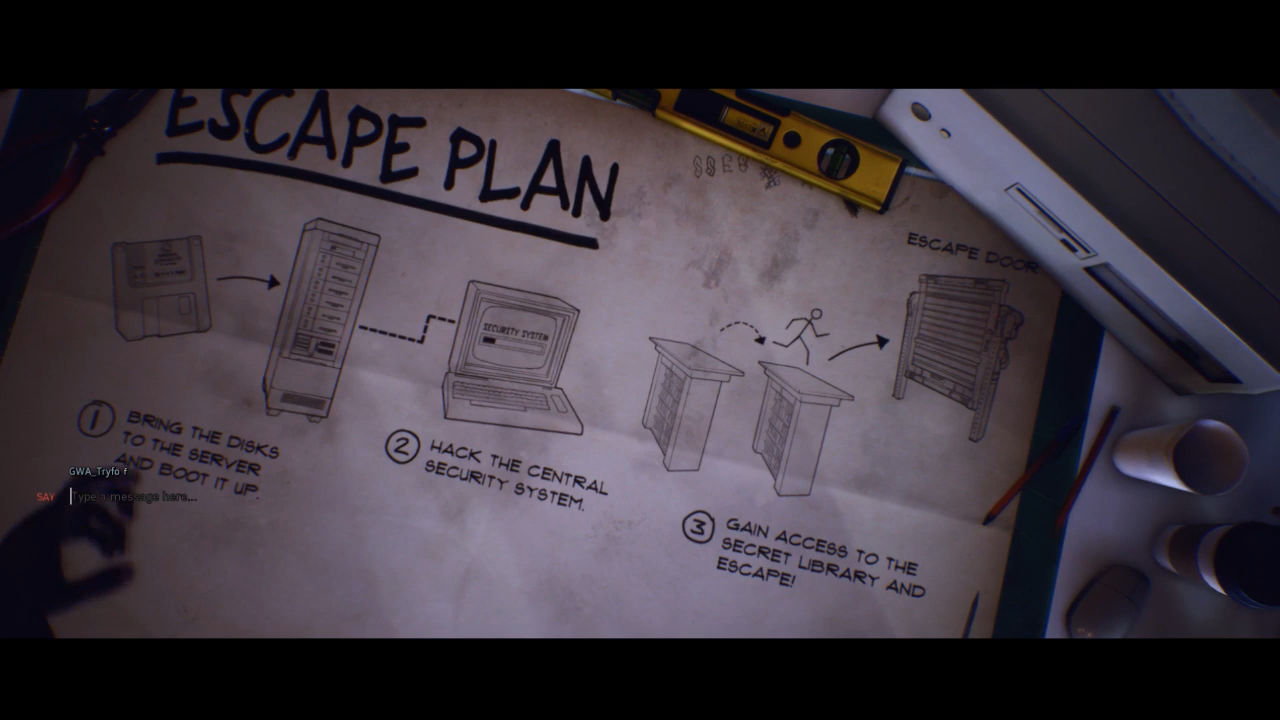 ESCAPE PLAN
ESCAPE DOOR
SECURITY SYSTEM
1
BRING THE DISKS
TO THE SERVER
AND BOOT IT UP.
2
HACK THE CENTRAL
SECURITY SYSTEM.
3
GAIN ACCESS TO THE
SECRET LIBRARY AND
ESCAPE!
GWA_Tryfo f
SAY Type a message here...